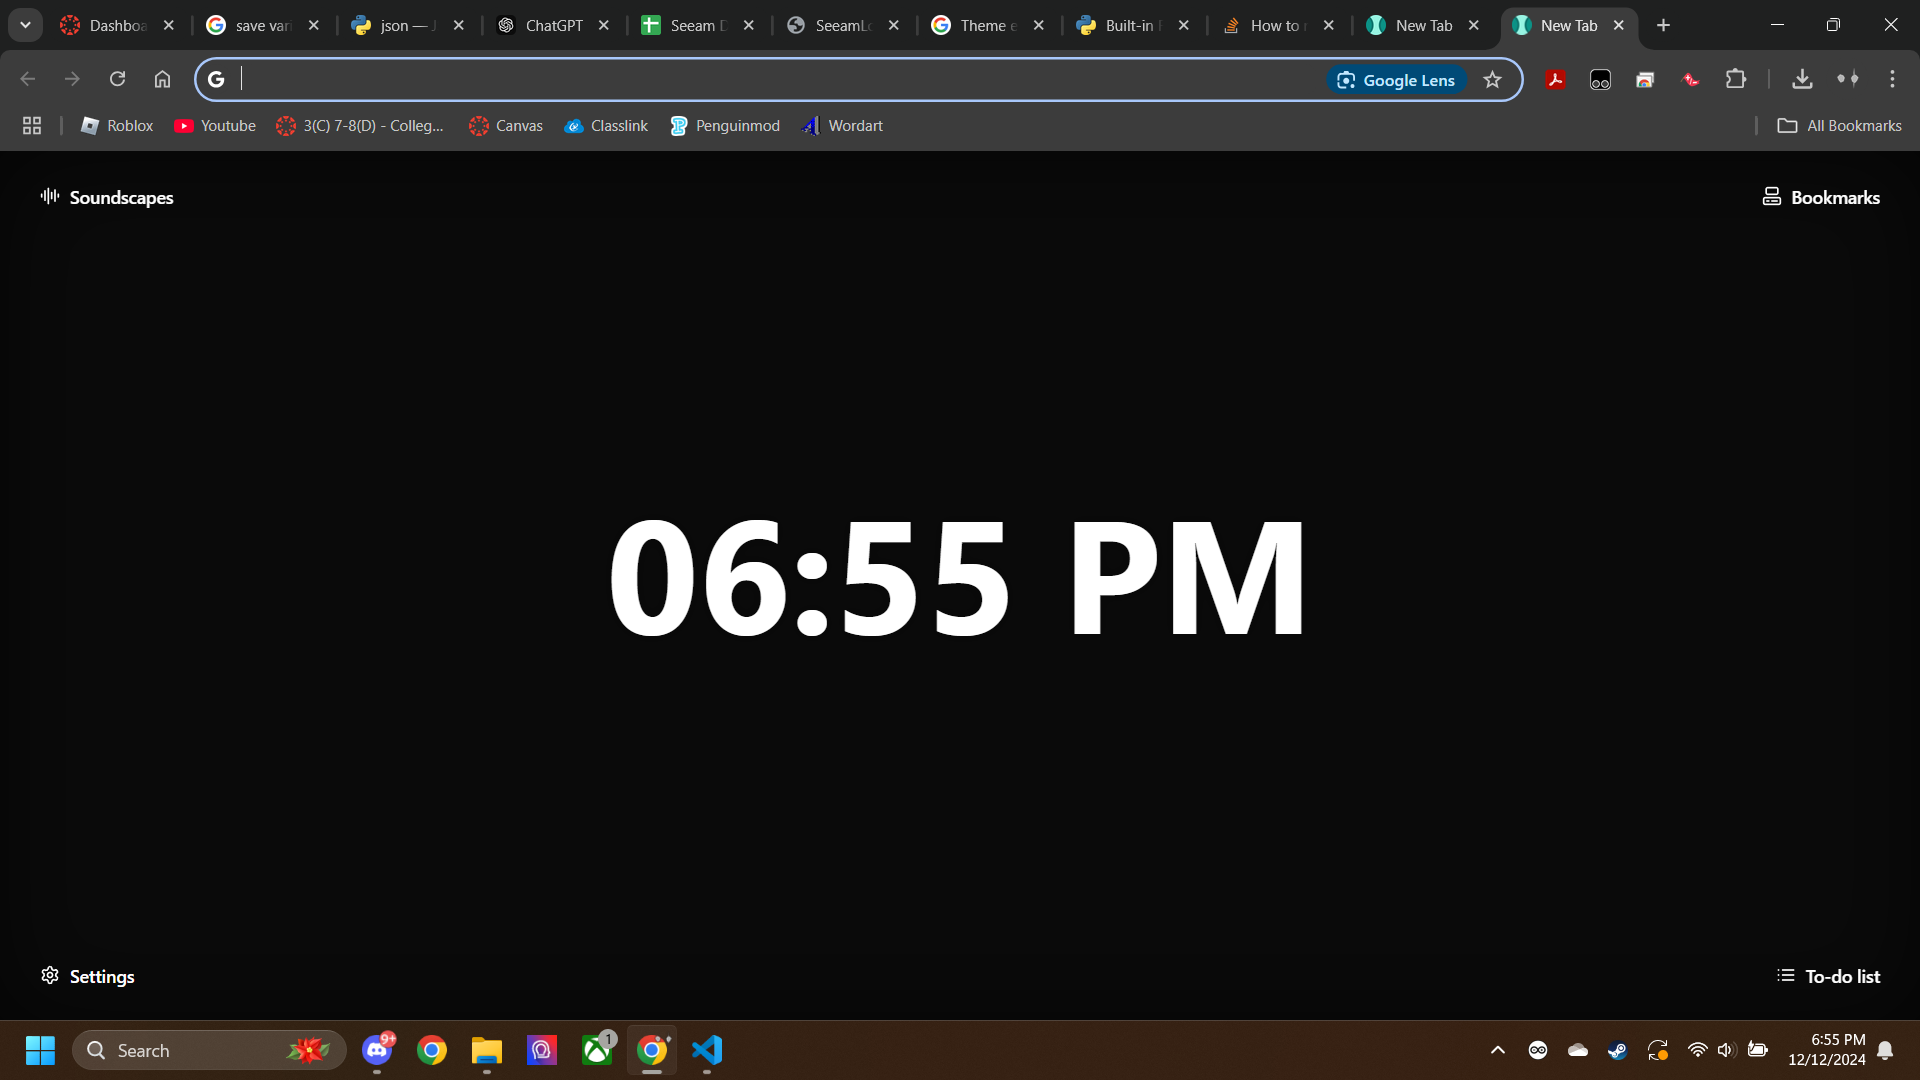 Dashboa
save vari
json — J
ChatGPT
Seeam D
SeeamLo
Theme e
Built-in F
How to r
New Tab
New Tab
Google Lens
Roblox
Youtube
3(C) 7-8(D) - Colleg...
Canvas
Classlink
Penguinmod
Wordart
All Bookmarks
Soundscapes
Bookmarks
06:55 PM
Settings
To-do list
Search
9+
1
6:55 PM
12/12/2024